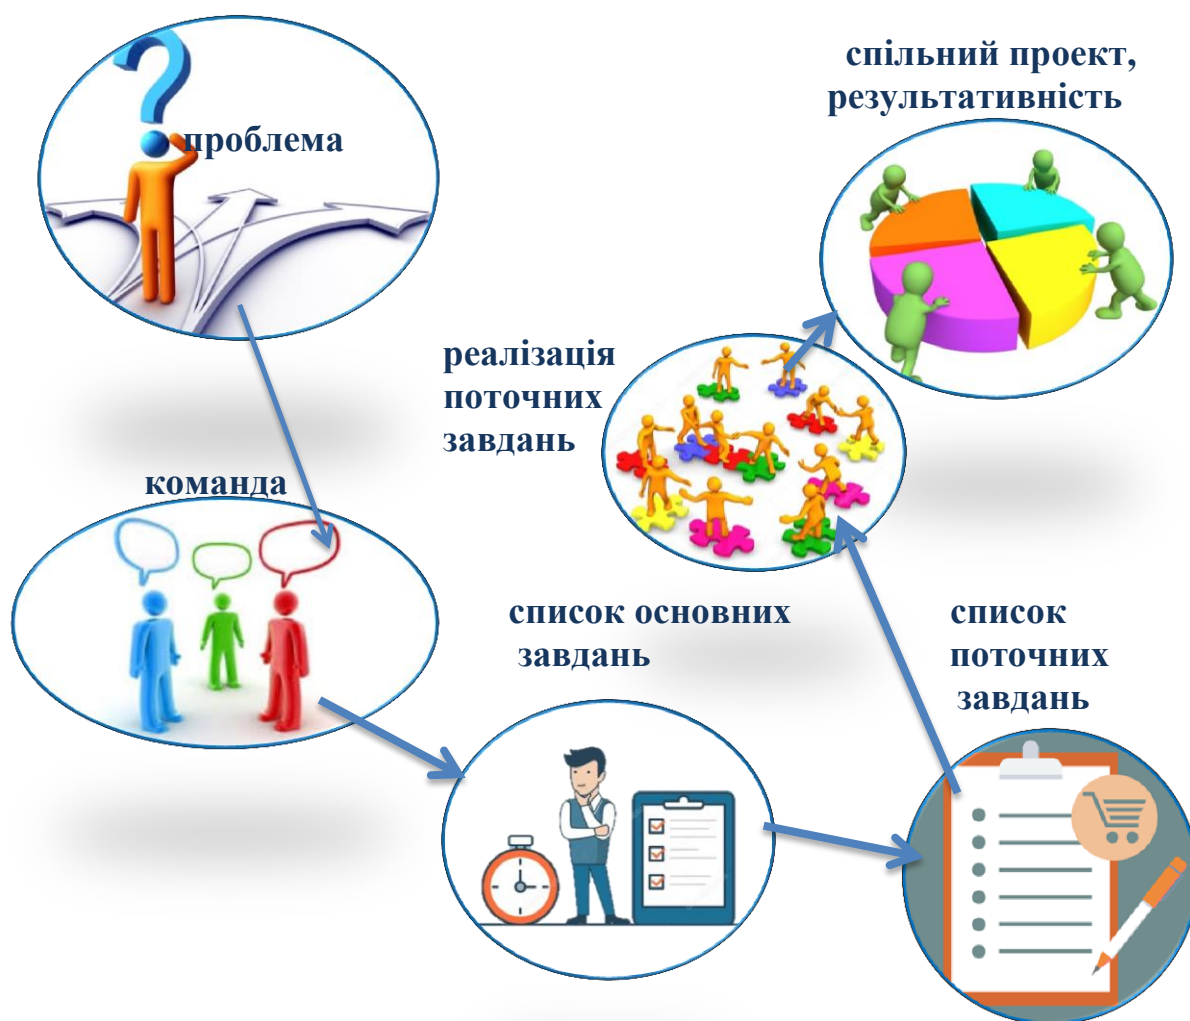 проблема
команда
список основних
завдань
список
поточних
завдань
реалізація
поточних
завдань
спільний проект,
результативність